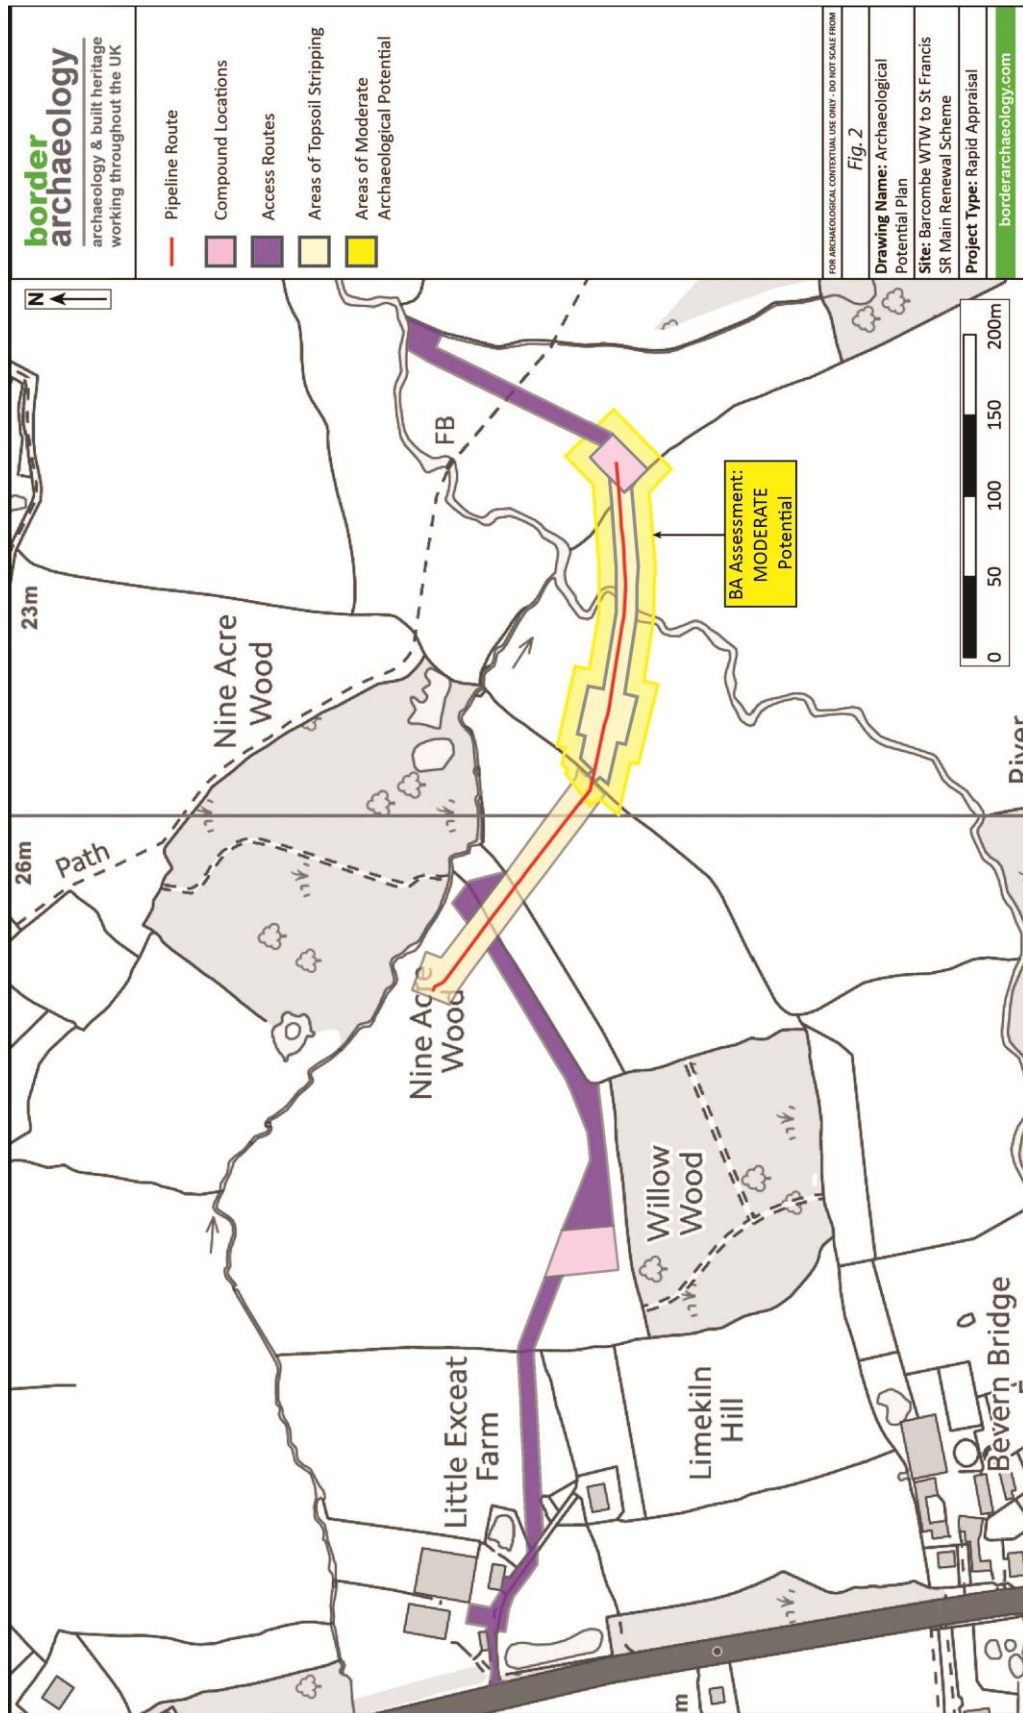 border
archaeology
archaeology & built heritage
working throughout the UK
Pipeline Route
Compound Locations
Access Routes
Areas of Topsoil Stripping
Areas of Moderate
Archaeological Potential
FOR ARCHAEOLOGICAL CONTEXTUAL USE ONLY - DO NOT SCALE FROM
Fig. 2
Drawing Name: Archaeological
Potential Plan
Site: Barcombe WTW to St Francis
SR Main Renewal Scheme
Project Type: Rapid Appraisal
borderarchaeology.com
N
23m
26m
Path
Nine Acre
Wood
FB
Nine Acre
Wood
BA Assessment:
MODERATE
Potential
Little Exceat
Farm
Willow
Wood
Limekiln
Hill
Bevern Bridge
River
m
0 50 100 150 200m